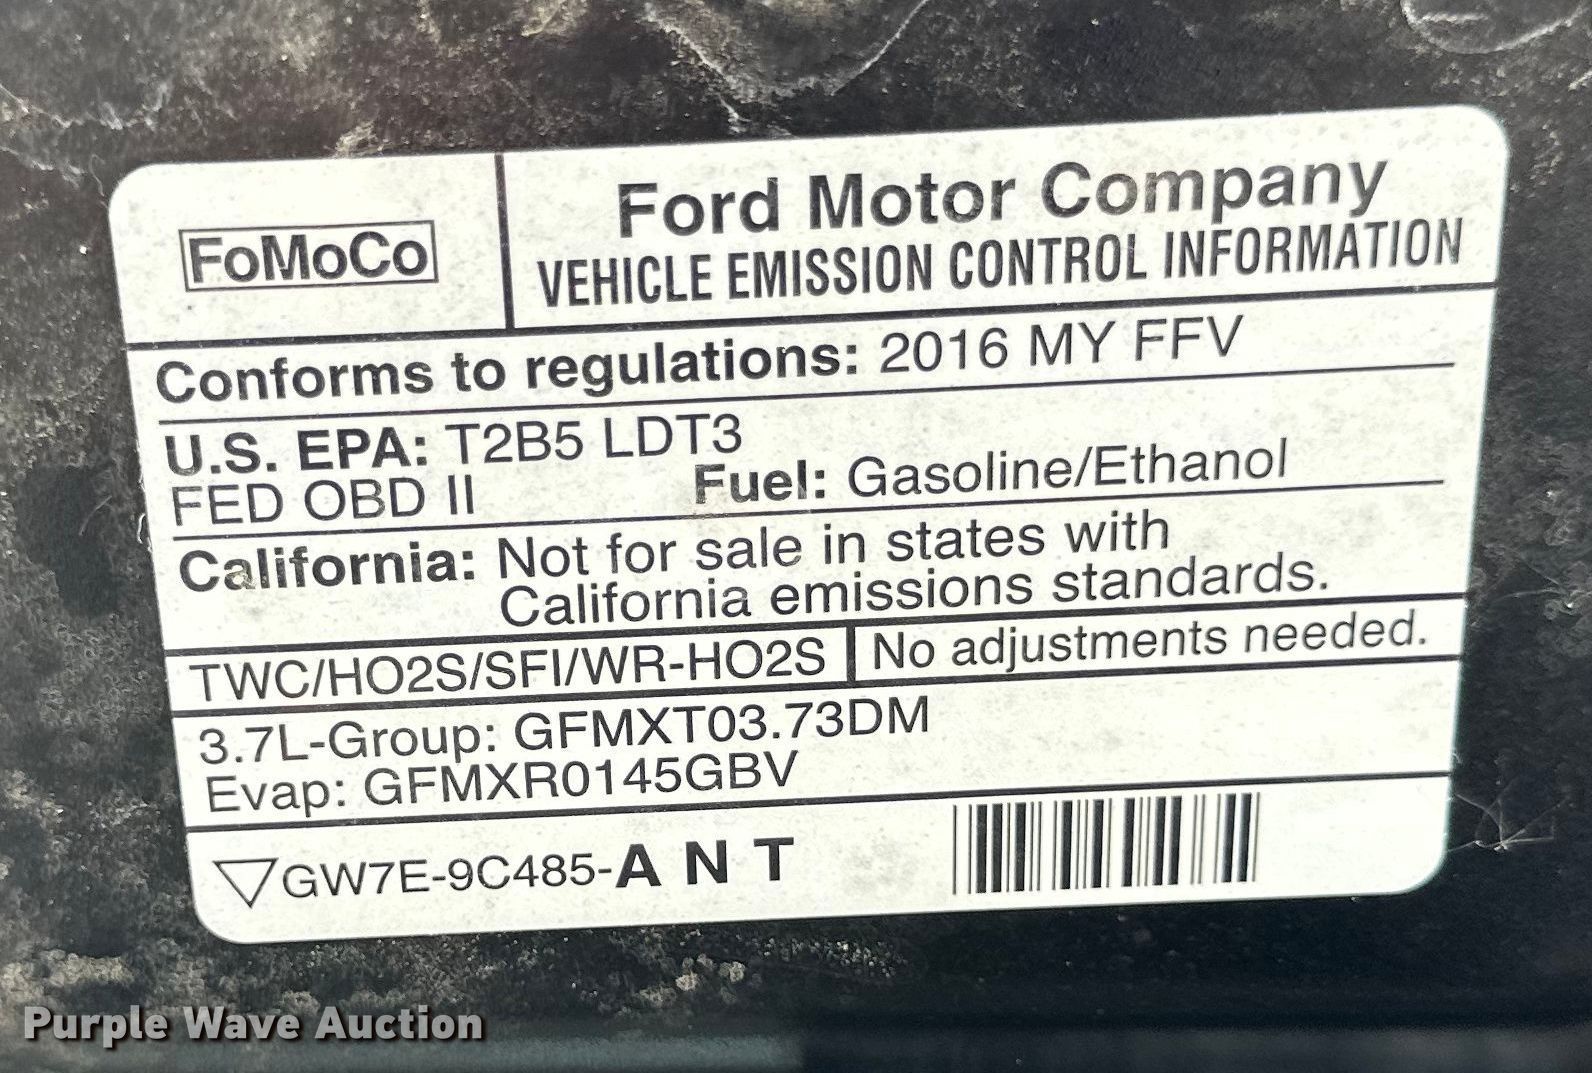 FoMoCo
Ford Motor Company
VEHICLE EMISSION CONTROL INFORMATION
Conforms to regulations: 2016 MY FFV
U.S. EPA: T2B5 LDT3
FED OBD II Fuel: Gasoline/Ethanol
California: Not for sale in states with
California emissions standards.
TWC/HO2S/SFI/WR-HO2S No adjustments needed.
3.7L-Group: GFMXT03.73DM
Evap: GFMXR0145GBV
GW7E-9C485-A N T
Purple Wave Auction